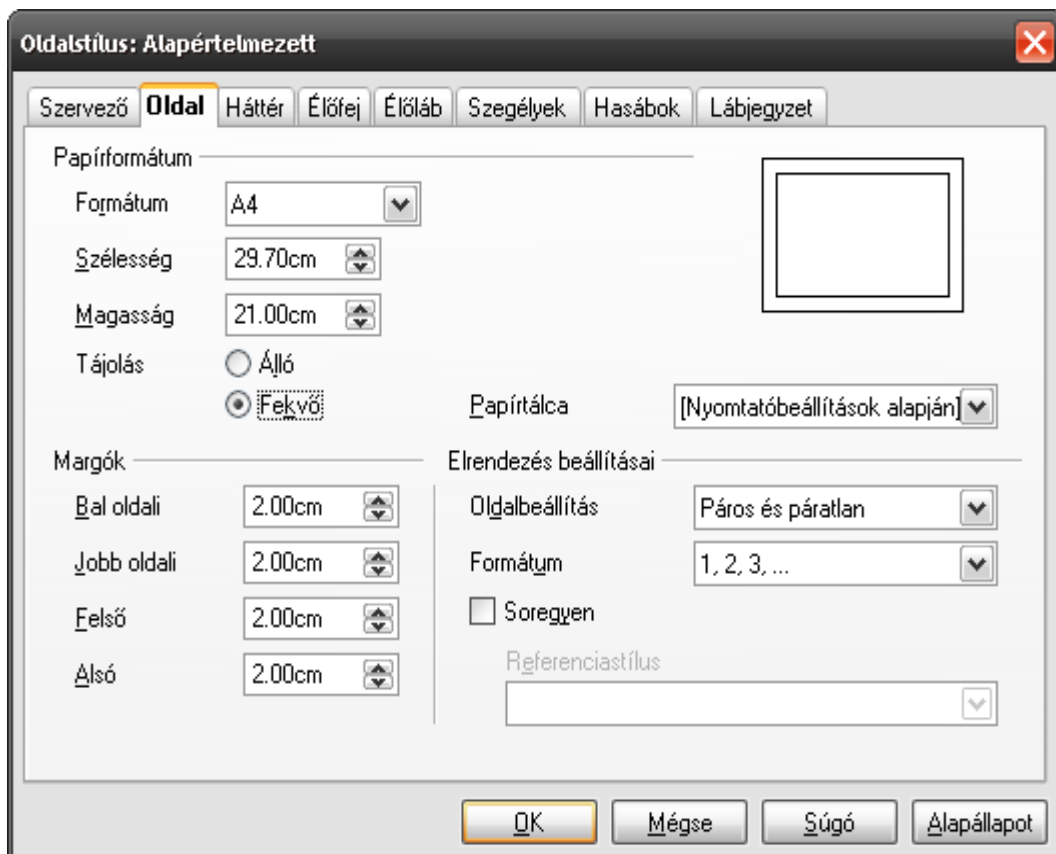 Oldalstílus: Alapértelmezett
Szervező Oldal Háttér Élőfej Élőláb Szegélyek Hasábok Lábjegyzet
Papírformátum
Formátum A4
Szélesség 29.70cm
Magasság 21.00cm
Tájolás Álló
Fekvő Papírtálca [Nyomtatóbeállítások alapján]
Margók Elrendezés beállításai
Bal oldali 2.00cm Oldalbeállítás Páros és páratlan
Jobb oldali 2.00cm Formátum 1, 2, 3, ...
Felső 2.00cm Soregyen
Referenciastílus
Alsó 2.00cm
OK Mégse Súgó Alapállapot